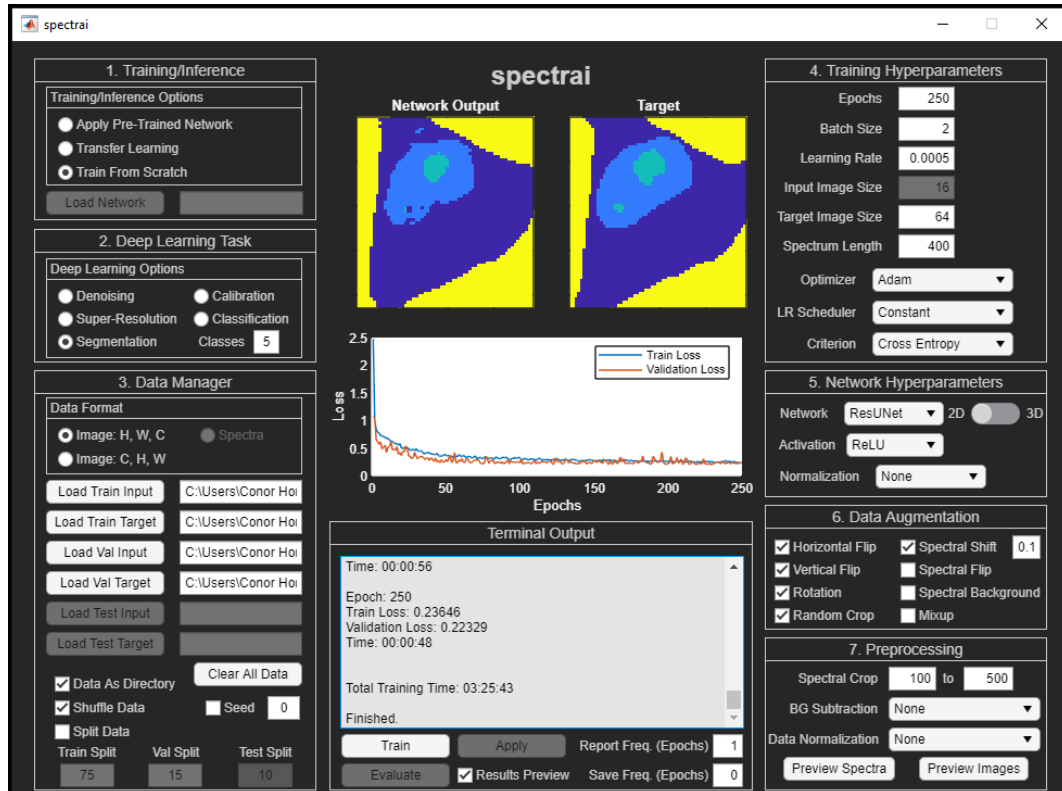 spectrai
1. Training/Inference
Training/Inference Options
Apply Pre-Trained Network
Transfer Learning
Train From Scratch
Load Network
2. Deep Learning Task
Deep Learning Options
Denoising
Calibration
Super-Resolution
Classification
Segmentation
Classes 5
3. Data Manager
Data Format
Image: H, W, C
Spectra
Image: C, H, W
Load Train Input C:\Users\Conor Hor
Load Train Target C:\Users\Conor Hor
Load Val Input C:\Users\Conor Hor
Load Val Target C:\Users\Conor Hor
Load Test Input
Load Test Target
Clear All Data
Data As Directory
Shuffle Data
Seed 0
Split Data
Train Split Val Split Test Split
75 15 10
spectrai
Network Output
Target
2.5
2
1.5
1
0.5
0
Loss
Train Loss
Validation Loss
0 50 100 150 200 250
Epochs
Terminal Output
Time: 00:00:56
Epoch: 250
Train Loss: 0.23646
Validation Loss: 0.22329
Time: 00:00:48
Total Training Time: 03:25:43
Finished.
Train Apply Report Freq. (Epochs) 1
Evaluate Results Preview Save Freq. (Epochs) 0
4. Training Hyperparameters
Epochs 250
Batch Size 2
Learning Rate 0.0005
Input Image Size 16
Target Image Size 64
Spectrum Length 400
Optimizer Adam
LR Scheduler Constant
Criterion Cross Entropy
5. Network Hyperparameters
Network ResUNet 2D 3D
Activation ReLU
Normalization None
6. Data Augmentation
Horizontal Flip Spectral Shift 0.1
Vertical Flip Spectral Flip
Rotation Spectral Background
Random Crop Mixup
7. Preprocessing
Spectral Crop 100 to 500
BG Subtraction None
Data Normalization None
Preview Spectra Preview Images